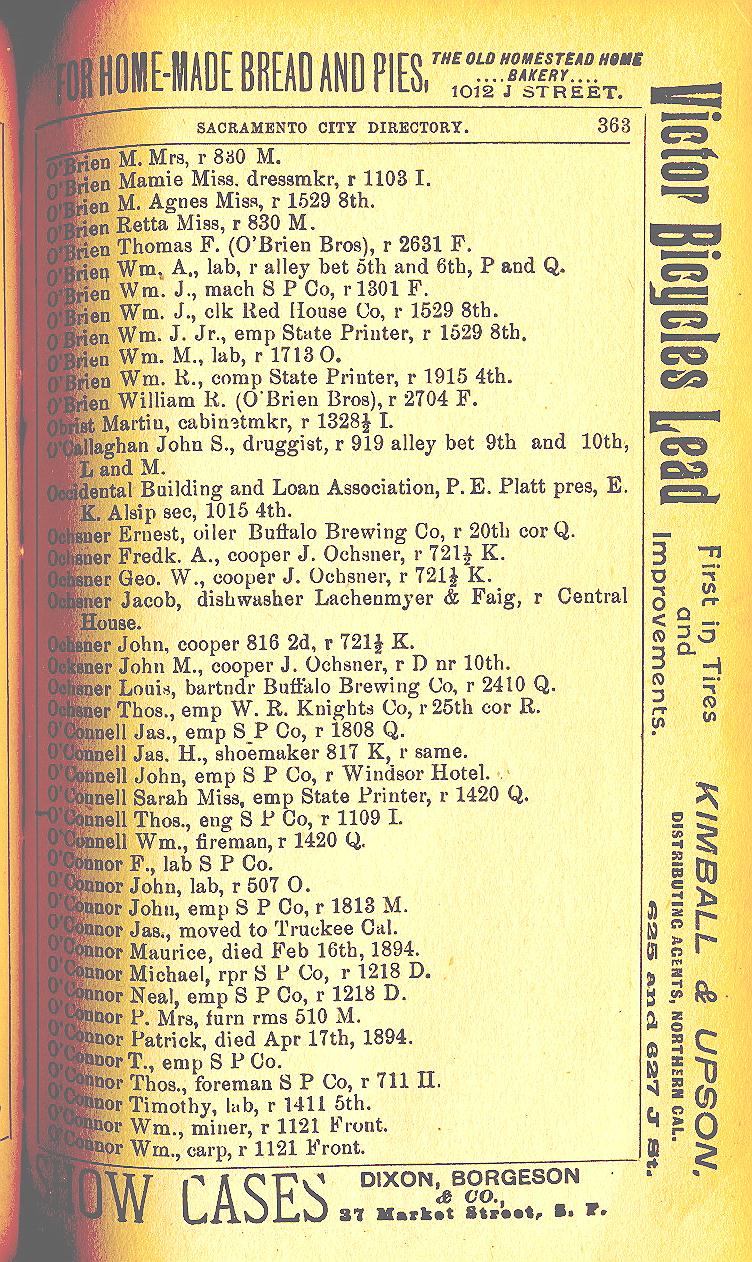 FOR HOME-MADE BREAD AND PIES,
THE OLD HOMESTEAD HOME
....BAKERY....
1012 J STREET.
SACRAMENTO CITY DIRECTORY. 363
O'Brien M. Mrs, r 830 M.
O'Brien Mamie Miss. dressmkr, r 1103 I.
O'Brien M. Agnes Miss, r 1529 8th.
O'Brien Retta Miss, r 830 M.
O'Brien Thomas F. (O'Brien Bros), r 2631 F.
O'Brien Wm. A., lab, r alley bet 5th and 6th, P and Q.
O'Brien Wm. J., mach S P Co, r 1301 F.
O'Brien Wm. J., clk Red House Co, r 1529 8th.
O'Brien Wm. J. Jr., emp State Printer, r 1529 8th.
O'Brien Wm. M., lab, r 1713 O.
O'Brien Wm. R., comp State Printer, r 1915 4th.
O'Brien William R. (O'Brien Bros), r 2704 F.
Obrist Martin, cabinetmkr, r 1328½ I.
O'Callaghan John S., druggist, r 919 alley bet 9th and 10th,
L and M.
Occidental Building and Loan Association, P. E. Platt pres, E.
K. Alsip sec, 1015 4th.
Ochsner Ernest, oiler Buffalo Brewing Co, r 20th cor Q.
Ochsner Fredk. A., cooper J. Ochsner, r 721½ K.
Ochsner Geo. W., cooper J. Ochsner, r 721½ K.
Ochsner Jacob, dishwasher Lachenmyer & Faig, r Central
House.
Ochsner John, cooper 816 2d, r 721½ K.
Ocksner John M., cooper J. Ochsner, r D nr 10th.
Ochsner Louis, bartndr Buffalo Brewing Co, r 2410 Q.
Ochsner Thos., emp W. R. Knights Co, r 25th cor R.
O'Connell Jas., emp S P Co, r 1808 Q.
O'Connell Jas. H., shoemaker 817 K, r same.
O'Connell John, emp S P Co, r Windsor Hotel.
O'Connell Sarah Miss, emp State Printer, r 1420 Q.
O'Connell Thos., eng S P Co, r 1109 I.
O'Connell Wm., fireman, r 1420 Q.
O'Connor F., lab S P Co.
O'Connor John, lab, r 507 O.
O'Connor John, emp S P Co, r 1813 M.
O'Connor Jas., moved to Truckee Cal.
O'Connor Maurice, died Feb 16th, 1894.
O'Connor Michael, rpr S P Co, r 1218 D.
O'Connor Neal, emp S P Co, r 1218 D.
O'Connor P. Mrs, furn rms 510 M.
O'Connor Patrick, died Apr 17th, 1894.
O'Connor T., emp S P Co.
O'Connor Thos., foreman S P Co, r 711 H.
O'Connor Timothy, lab, r 1411 5th.
O'Connor Wm., miner, r 1121 Front.
O'Connor Wm., carp, r 1121 Front.
SHOW CASES
DIXON, BORGESON
& CO.,
37 Market Street, S. F.
Victor Bicycles Lead
First in Tires
and
Improvements.
KIMBALL & UPSON,
DISTRIBUTING AGENTS, NORTHERN CAL.
625 and 627 J St.